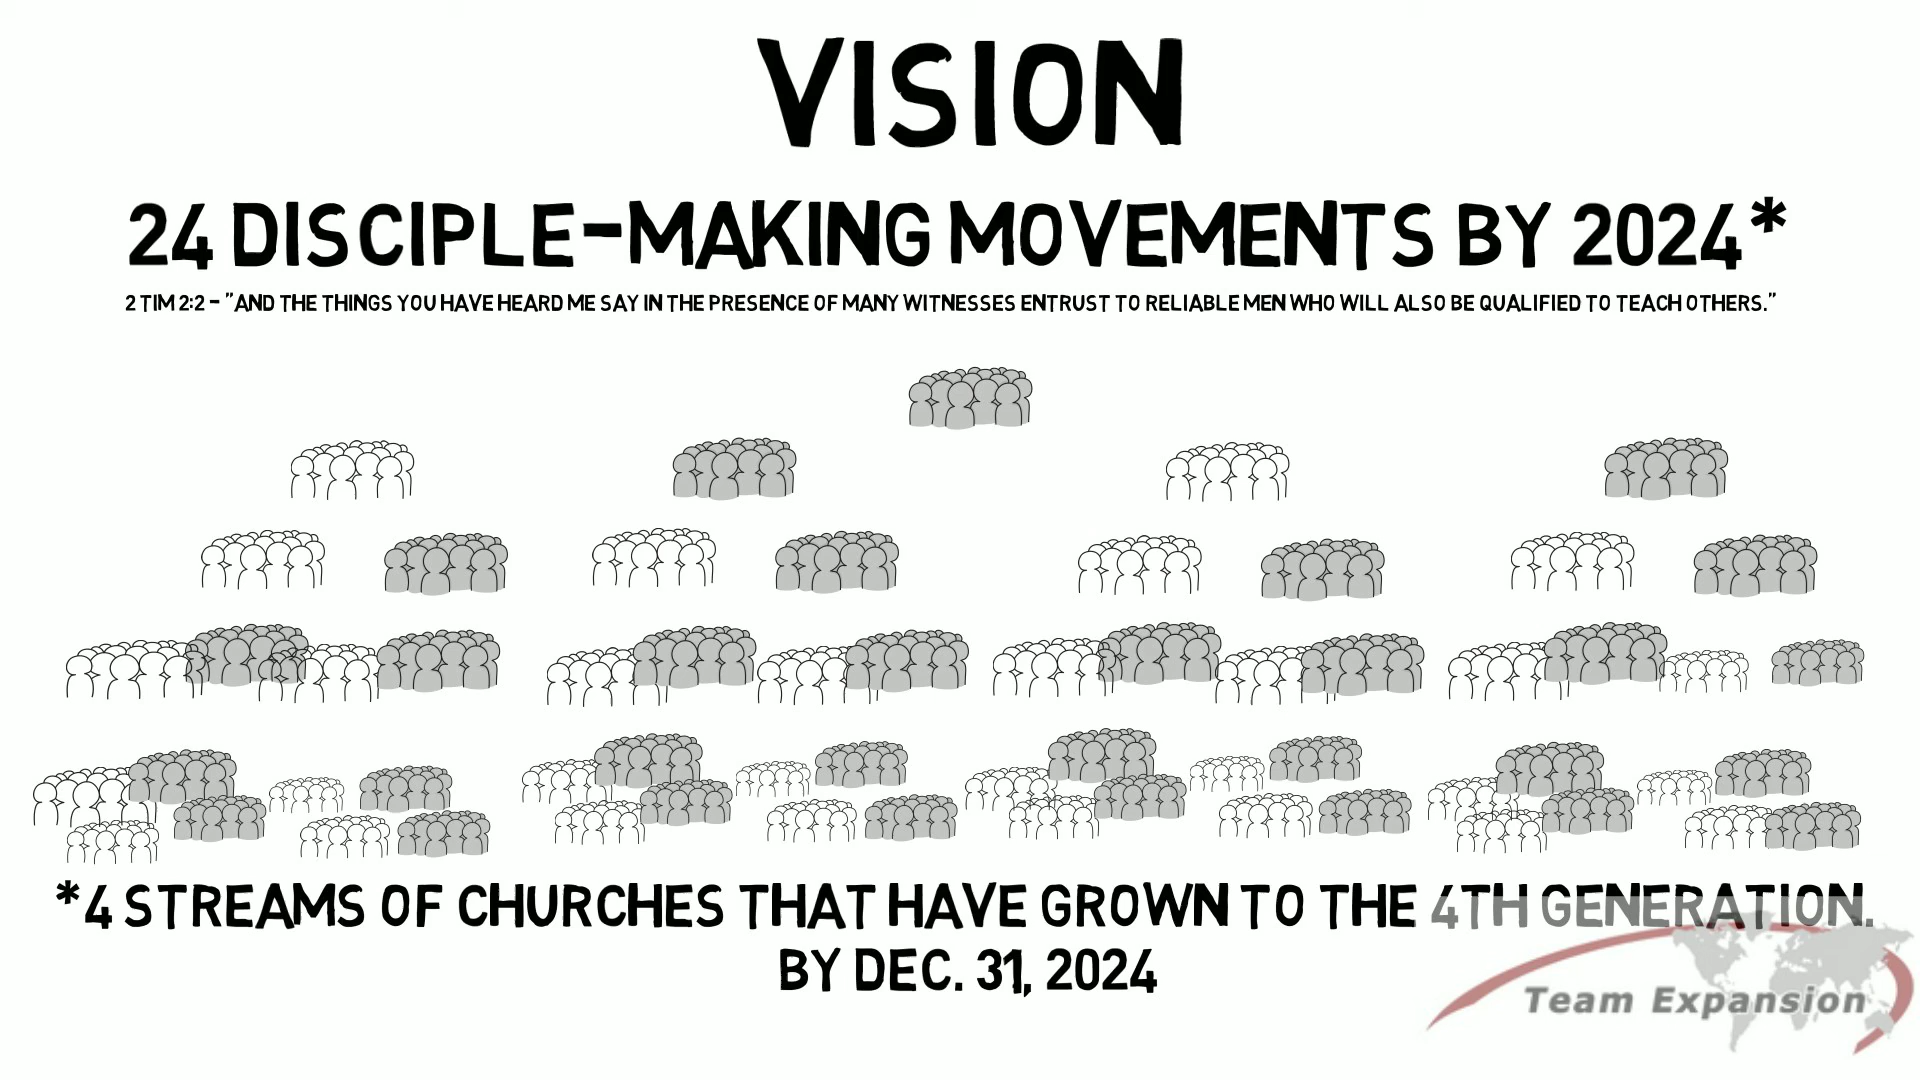 VISION
24 DISCIPLE-MAKING MOVEMENTS BY 2024*
2 TIM 2:2 - "AND THE THINGS YOU HAVE HEARD ME SAY IN THE PRESENCE OF MANY WITNESSES ENTRUST TO RELIABLE MEN WHO WILL ALSO BE QUALIFIED TO TEACH OTHERS."
*4 STREAMS OF CHURCHES THAT HAVE GROWN TO THE 4TH GENERATION.
BY DEC. 31, 2024
Team Expansion